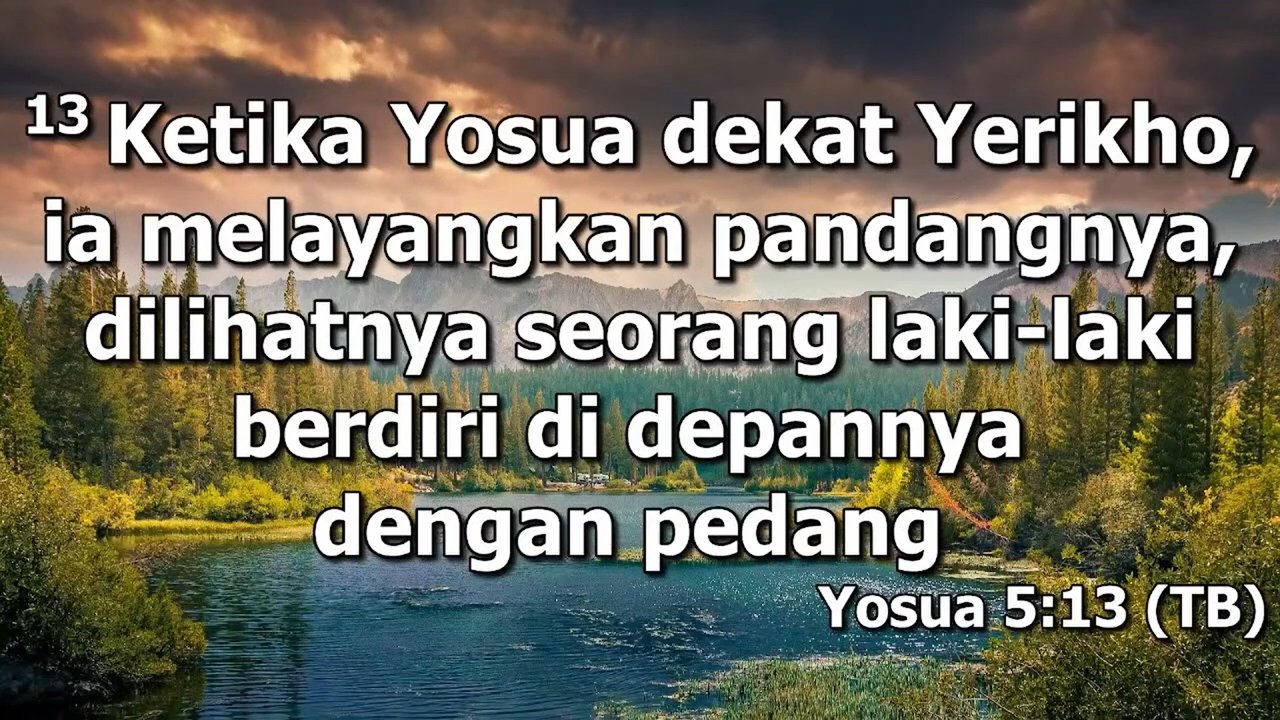 13 Ketika Yosua dekat Yerikho,
ia melayangkan pandangnya,
dilihatnya seorang laki-laki
berdiri di depannya
dengan pedang
Yosua 5:13 (TB)